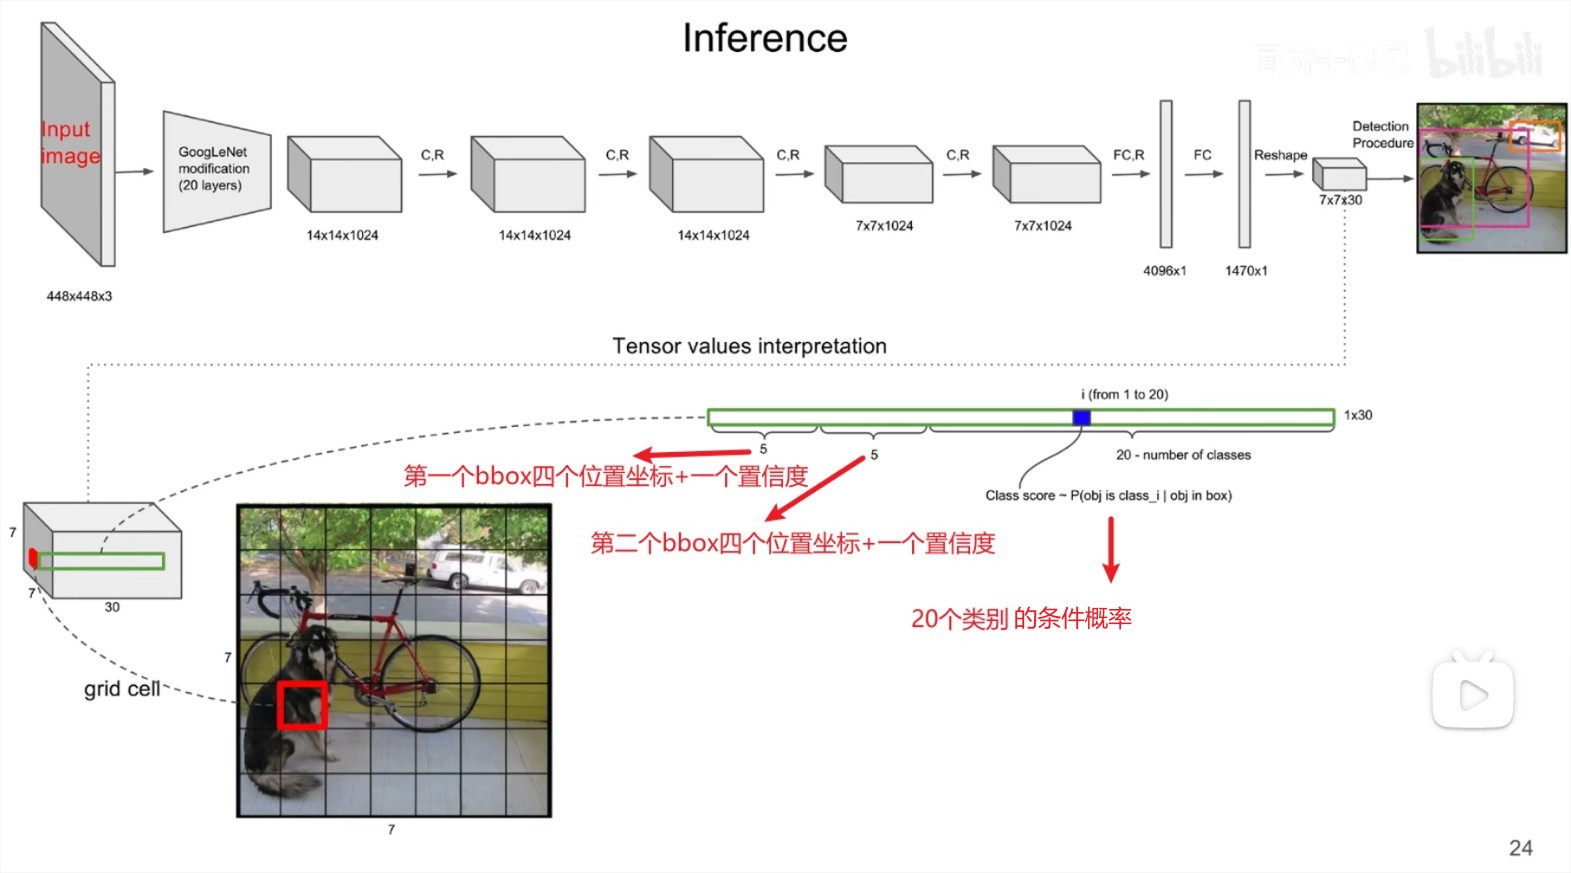 Inference
bilibili
Input
image
GoogLeNet
modification
(20 layers)
C,R
C,R
C,R
C,R
FC,R
FC
Reshape
Detection
Procedure
448x448x3
14x14x1024
14x14x1024
14x14x1024
7x7x1024
7x7x1024
4096x1
1470x1
7x7x30
Tensor values interpretation
i (from 1 to 20)
1x30
5
5
20 - number of classes
第一个bbox四个位置坐标+一个置信度
Class score ~ P(obj is class_i | obj in box)
第二个bbox四个位置坐标+一个置信度
20个类别 的条件概率
7
7
30
grid cell
7
7
24